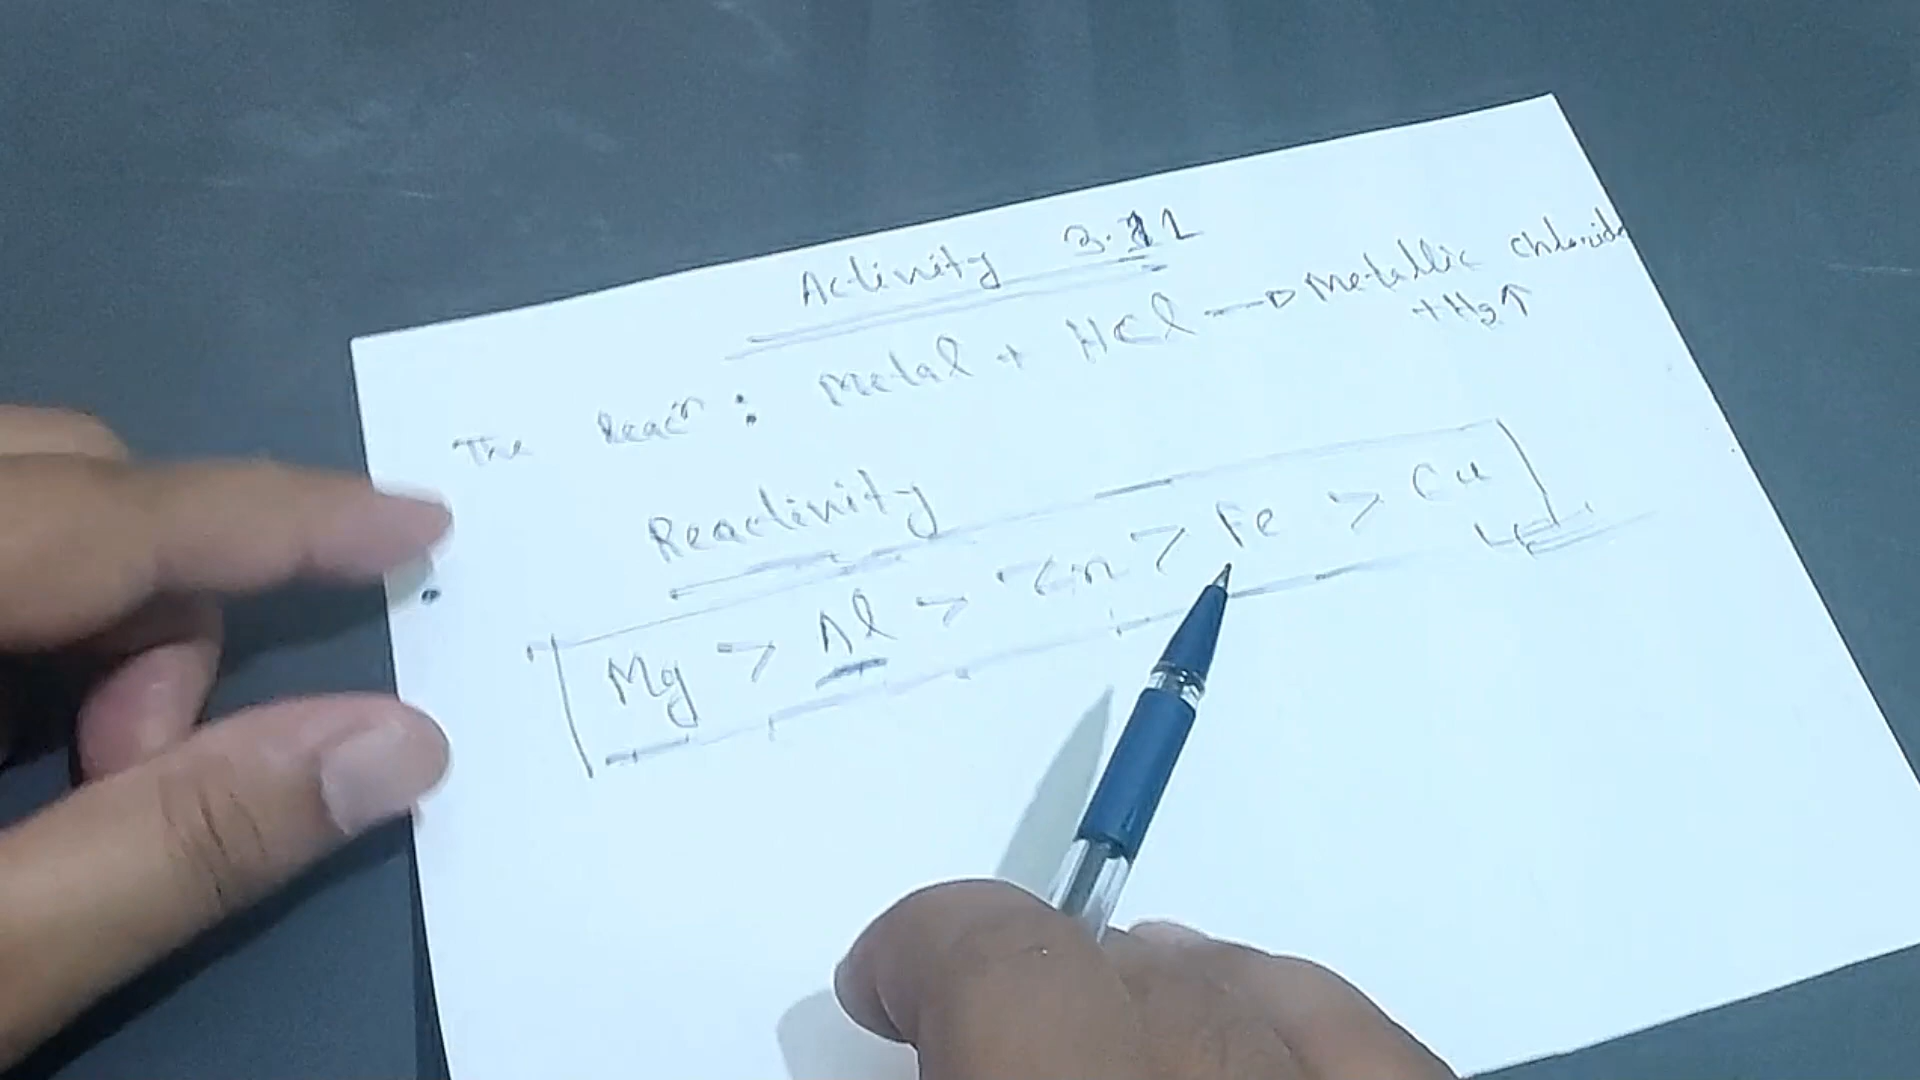 Activity 3.11
The Reacn : Metal + HCl → Metallic chloride
+ H2↑
Reactivity
Mg > Al > Zn > Fe > Cu